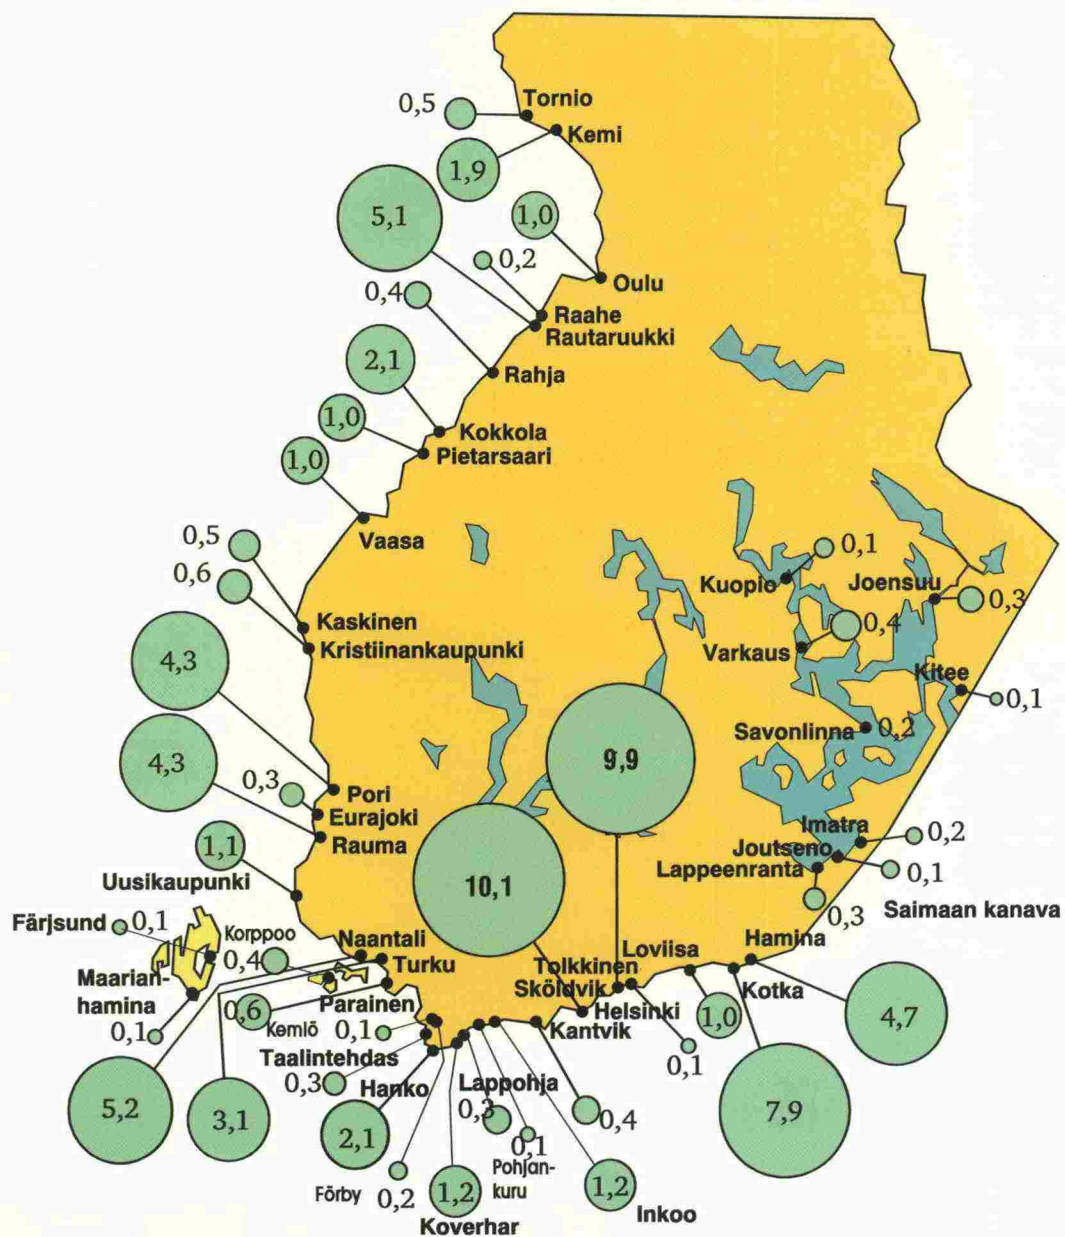 0,5
Tornio
Kemi
1,9
5,1
1,0
0,2
Oulu
0,4
Raahe
Rautaruukki
2,1
Rahja
1,0
Kokkola
Pietarsaari
1,0
Vaasa
0,5
0,6
0,1
Kuopio
Joensuu
0,3
Kaskinen
Kristiinankaupunki
0,4
Varkaus
4,3
Kitee
0,1
Savonlinna
0,2
9,9
4,3
0,3
Pori
Eurajoki
Rauma
Imatra
0,2
Joutseno
Lappeenranta
0,1
1,1
Uusikaupunki
10,1
0,3
Saimaan kanava
Färjsund
0,1
Korppoo
0,4
Naantali
Turku
Loviisa
Hamina
Maarian-
hamina
Parainen
Tolkkinen
Sköldvik
Kotka
Helsinki
0,1
0,6
Kemiö
0,1
Kantvik
1,0
4,7
Taalintehdas
0,3
Hanko
Lappohja
0,3
0,4
0,1
5,2
3,1
2,1
0,1
7,9
Pohjan-
kuru
Förby
0,2
1,2
Koverhar
1,2
Inkoo